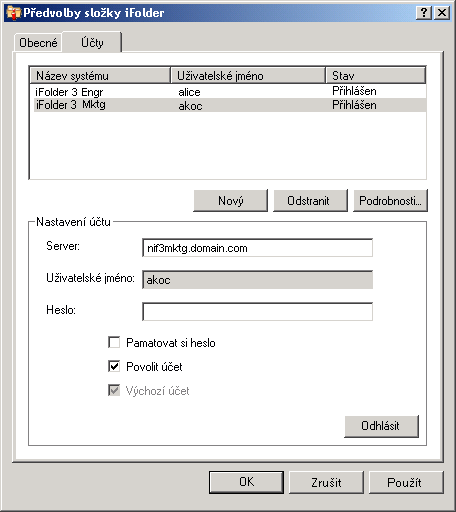 Předvolby složky iFolder
Obecné Účty
Název systému Uživatelské jméno Stav
iFolder 3 Engr alice Přihlášen
iFolder 3 Mktg akoc Přihlášen
Nový Odstranit Podrobnosti...
Nastavení účtu
Server: nif3mktg.domain.com
Uživatelské jméno: akoc
Heslo:
Pamatovat si heslo
Povolit účet
Výchozí účet
Odhlásit
OK Zrušit Použít